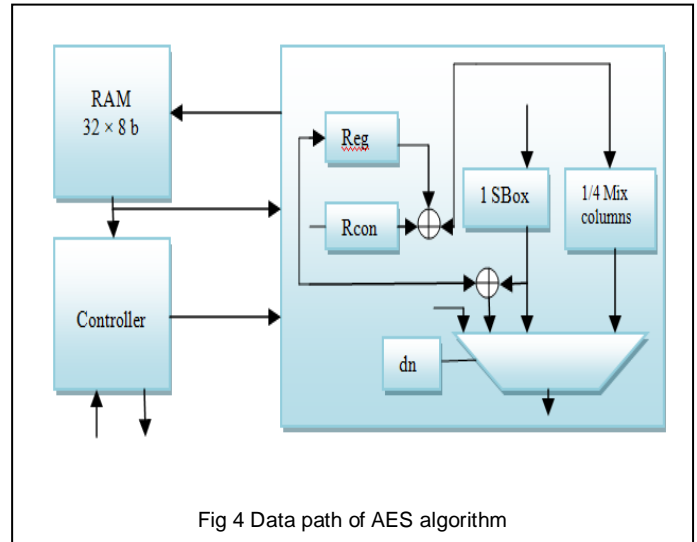 RAM
32 × 8 b
Reg
Rcon
1 SBox
1/4 Mix
columns
Controller
dn
Fig 4 Data path of AES algorithm